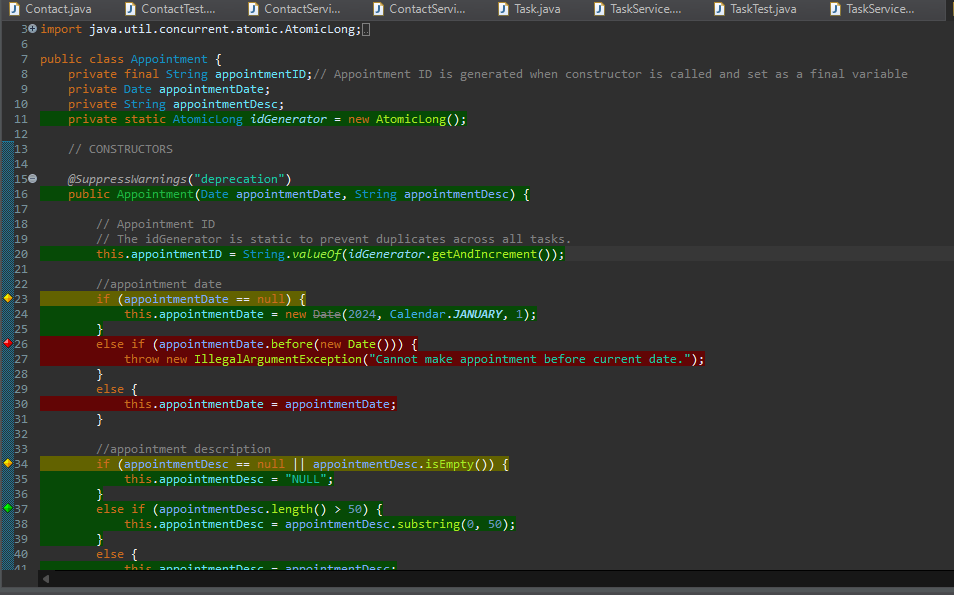 Contact.java ContactTest.... ContactServi... ContactServi... Task.java TaskService.... TaskTest.java TaskService...
3 import java.util.concurrent.atomic.AtomicLong;
6
7 public class Appointment {
8 private final String appointmentID;// Appointment ID is generated when constructor is called and set as a final variable
9 private Date appointmentDate;
10 private String appointmentDesc;
11 private static AtomicLong idGenerator = new AtomicLong();
12
13 // CONSTRUCTORS
14
15 @SuppressWarnings("deprecation")
16 public Appointment(Date appointmentDate, String appointmentDesc) {
17
18 // Appointment ID
19 // The idGenerator is static to prevent duplicates across all tasks.
20 this.appointmentID = String.valueOf(idGenerator.getAndIncrement());
21
22 //appointment date
23 if (appointmentDate == null) {
24 this.appointmentDate = new Date(2024, Calendar.JANUARY, 1);
25 }
26 else if (appointmentDate.before(new Date())) {
27 throw new IllegalArgumentException("Cannot make appointment before current date.");
28 }
29 else {
30 this.appointmentDate = appointmentDate;
31 }
32
33 //appointment description
34 if (appointmentDesc == null || appointmentDesc.isEmpty()) {
35 this.appointmentDesc = "NULL";
36 }
37 else if (appointmentDesc.length() > 50) {
38 this.appointmentDesc = appointmentDesc.substring(0, 50);
39 }
40 else {
41 this.appointmentDesc = appointmentDesc;